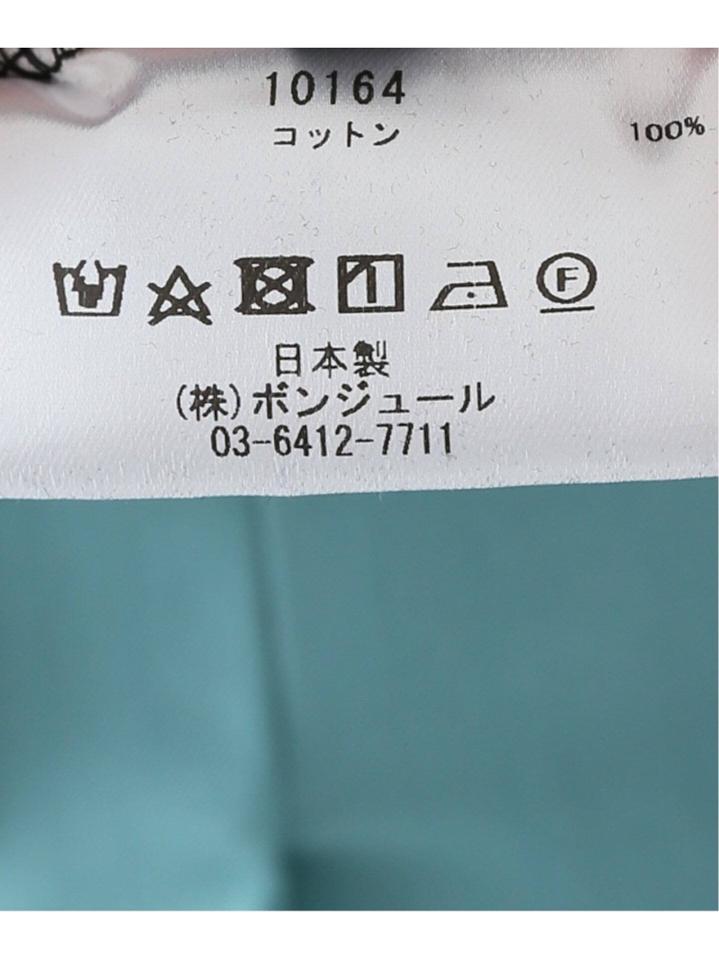 10164
コットン 100%
F
日本製
(株)ボンジュール
03-6412-7711